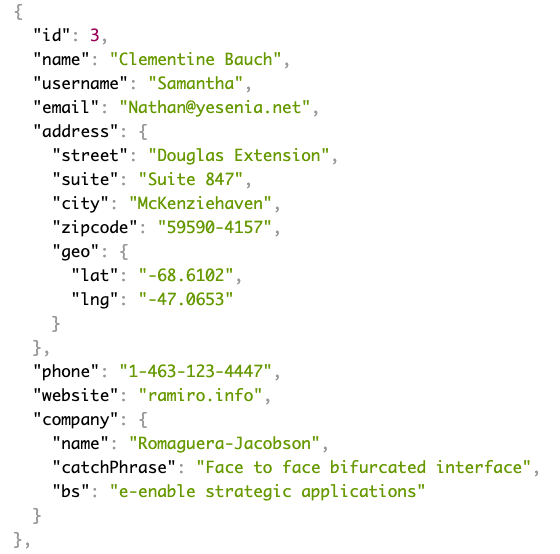 {
  "id": 3,
  "name": "Clementine Bauch",
  "username": "Samantha",
  "email": "Nathan@yesenia.net",
  "address": {
    "street": "Douglas Extension",
    "suite": "Suite 847",
    "city": "McKenziehaven",
    "zipcode": "59590-4157",
    "geo": {
      "lat": "-68.6102",
      "lng": "-47.0653"
    }
  },
  "phone": "1-463-123-4447",
  "website": "ramiro.info",
  "company": {
    "name": "Romaguera-Jacobson",
    "catchPhrase": "Face to face bifurcated interface",
    "bs": "e-enable strategic applications"
  }
},